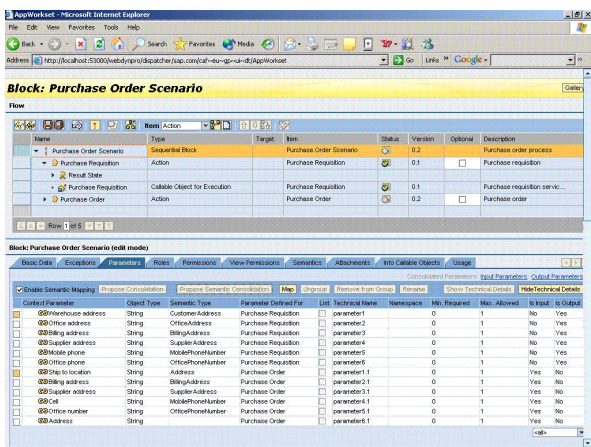 AppWorkset - Microsoft Internet Explorer
File Edit View Favorites Tools Help
Back Search Favorites Media
Address http://localhost:53000/webdynpro/dispatcher/sap.com/caf~eu~gp~ui~dt/AppWorkset Go Links » Google
Block: Purchase Order Scenario Gallery
Flow
Item Action
Name Type Target Item Status Version Optional Description
Purchase Order Scenario Sequential Block Purchase Order Scenario 0.2 Purchase order process
Purchase Requisition Action Purchase Requisition 0.1 Purchase requisition
Result State
Purchase Requisition Callable Object for Execution Purchase Requisition 0.1 Purchase requisition servic...
Purchase Order Action Purchase Order 0.2 Purchase order
Row 1 of 5
Block: Purchase Order Scenario (edit mode)
Basic Data Exceptions Parameters Roles Permissions View Permissions Semantics Attachments Info Callable Objects Usage
Consolidated Parameters Input Parameters Output Parameters
Enable Semantic Mapping Propose Consolidation Propose Semantic Consolidation Map Ungroup Remove from Group Rename Show Technical Details HideTechnical Details
Context Parameter Object Type Semantic Type Parameter Defined For List Technical Name Namespace Min. Required Max. Allowed Is Input Is Output
Warehouse address String CustomerAddress Purchase Requisition parameter1 0 1 No Yes
Office address String OfficeAddress Purchase Requisition parameter2 0 1 No Yes
Billing address String BillingAddress Purchase Requisition parameter3 0 1 No Yes
Supplier address String SupplierAddress Purchase Requisition parameter4 0 1 No Yes
Mobile phone String MobilePhoneNumber Purchase Requisition parameter5 0 1 No Yes
Office phone String OfficePhoneNumber Purchase Requisition parameter6 0 1 No Yes
Ship to location String Address Purchase Order parameter1.1 0 1 Yes No
Billing address String BillingAddress Purchase Order parameter2.1 0 1 Yes No
Supplier address String SupplierAddress Purchase Order parameter3.1 0 1 Yes No
Cell String MobilePhoneNumber Purchase Order parameter4.1 0 1 Yes No
Office number String OfficePhoneNumber Purchase Order parameter5.1 0 1 Yes No
Address String Purchase Order parameter6.1 0 1 Yes No
<all>